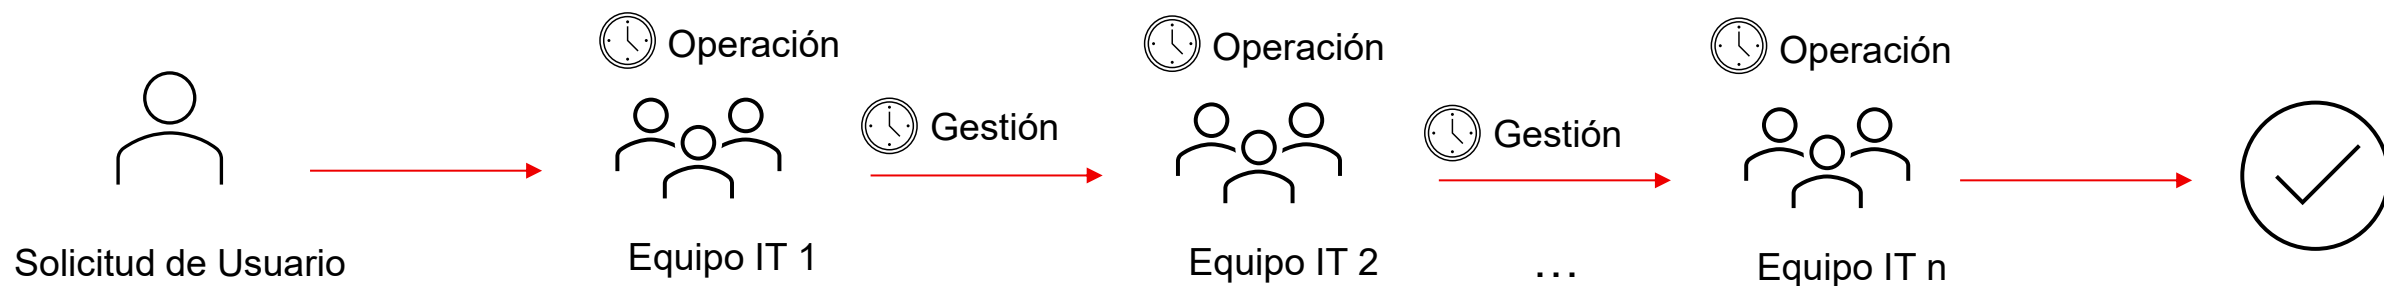 Operación
Operación
Operación
Gestión
Gestión
Solicitud de Usuario
Equipo IT 1
Equipo IT 2
...
Equipo IT n